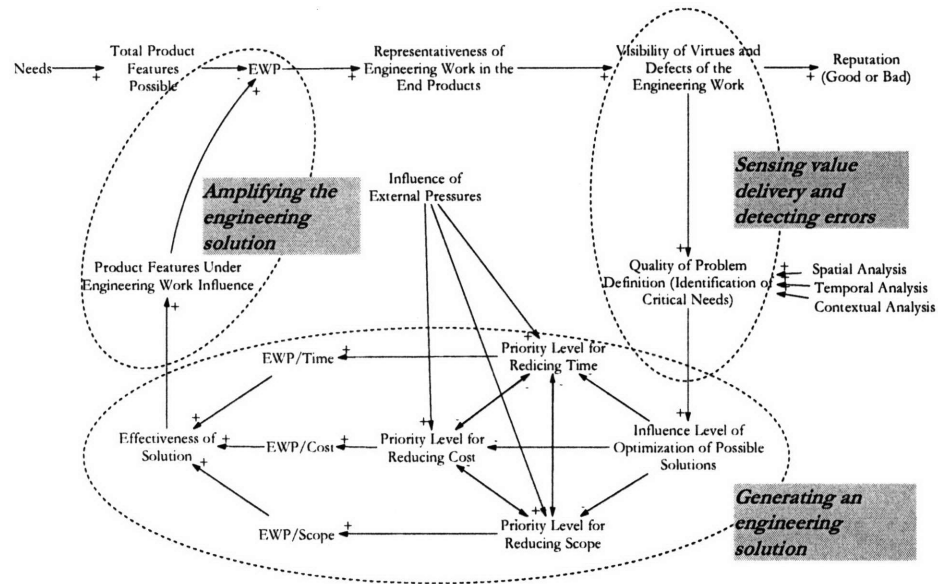 Needs
Total Product
Features
Possible
EWP
Representativeness of
Engineering Work in the
End Products
Visibility of Virtues and
Defects of the
Engineering Work
Reputation
(Good or Bad)
Amplifying the
engineering
solution
Influence of
External Pressures
Sensing value
delivery and
detecting errors
Product Features Under
Engineering Work Influence
Quality of Problem
Definition (Identification of
Critical Needs)
Spatial Analysis
Temporal Analysis
Contextual Analysis
EWP/Time
Priority Level for
Redicing Time
Effectiveness of
Solution
EWP/Cost
Priority Level for
Reducing Cost
Influence Level of
Optimization of Possible
Solutions
EWP/Scope
Priority Level for
Reducing Scope
Generating an
engineering
solution